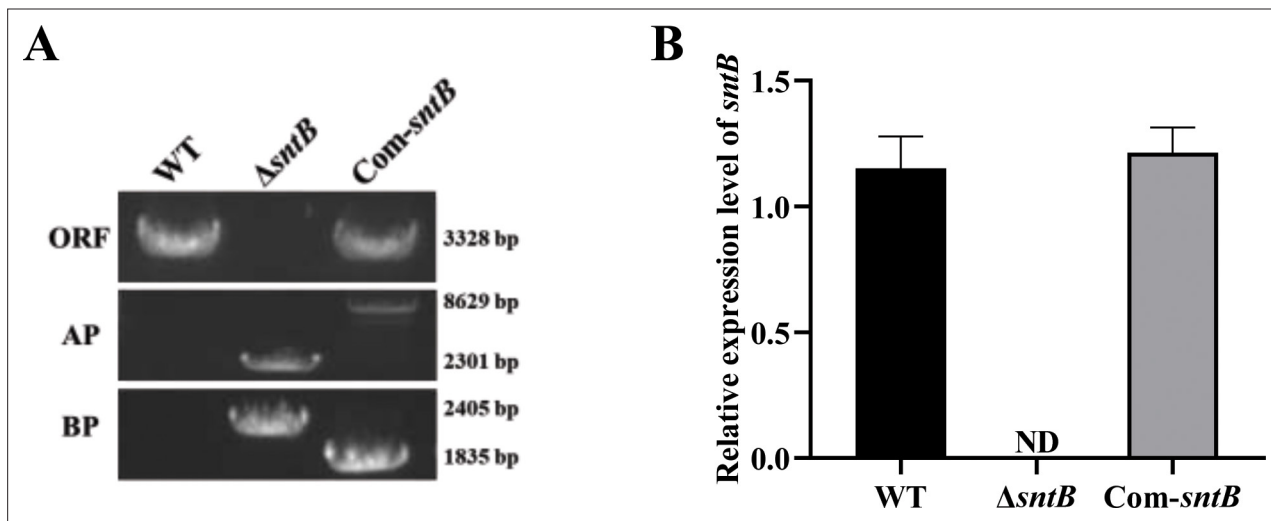 A
WT
ΔsntB
Com-sntB
ORF
3328 bp
8629 bp
AP
2301 bp
2405 bp
BP
1835 bp
B
Relative expression level of sntB
1.5
1.0
0.5
0.0
ND
WT
ΔsntB
Com-sntB